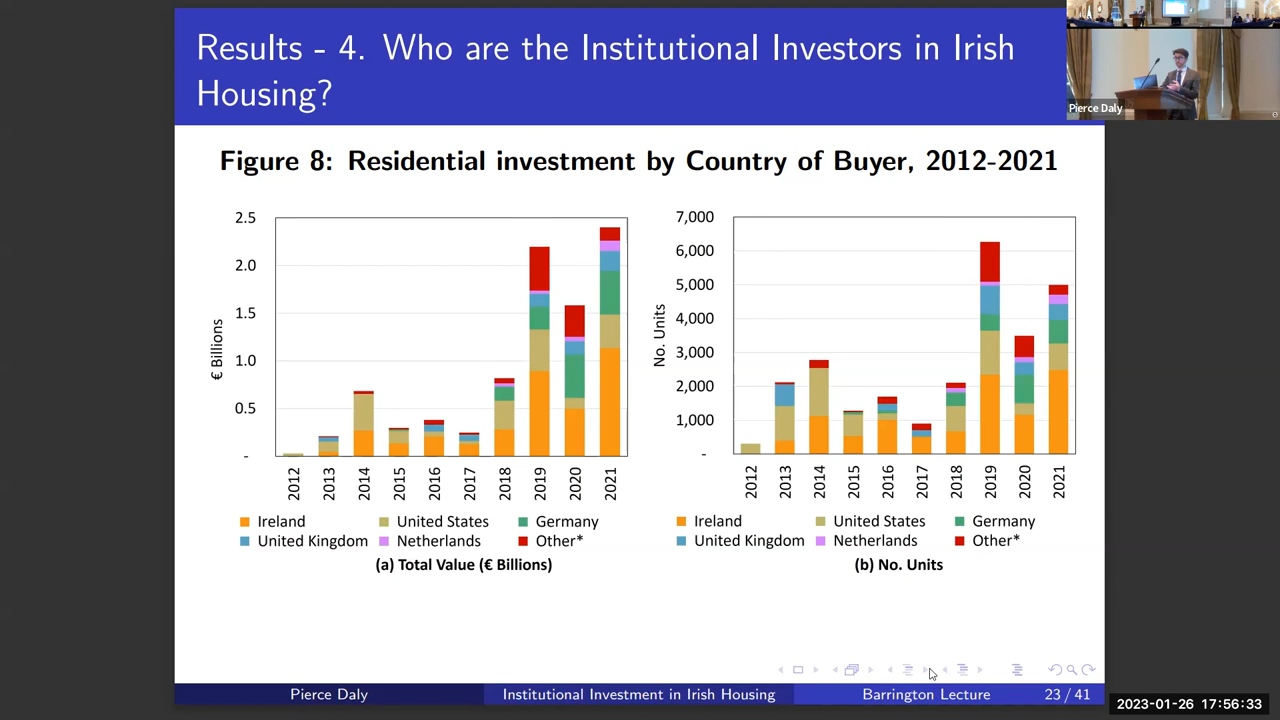 Results - 4. Who are the Institutional Investors in Irish
Housing?
Pierce Daly
Figure 8: Residential investment by Country of Buyer, 2012-2021
€ Billions
2.5
2.0
1.5
1.0
0.5
-
2012 2013 2014 2015 2016 2017 2018 2019 2020 2021
Ireland United States Germany
United Kingdom Netherlands Other*
(a) Total Value (€ Billions)
No. Units
7,000
6,000
5,000
4,000
3,000
2,000
1,000
-
2012 2013 2014 2015 2016 2017 2018 2019 2020 2021
Ireland United States Germany
United Kingdom Netherlands Other*
(b) No. Units
Pierce Daly Institutional Investment in Irish Housing Barrington Lecture 23 / 41
2023-01-26 17:56:33